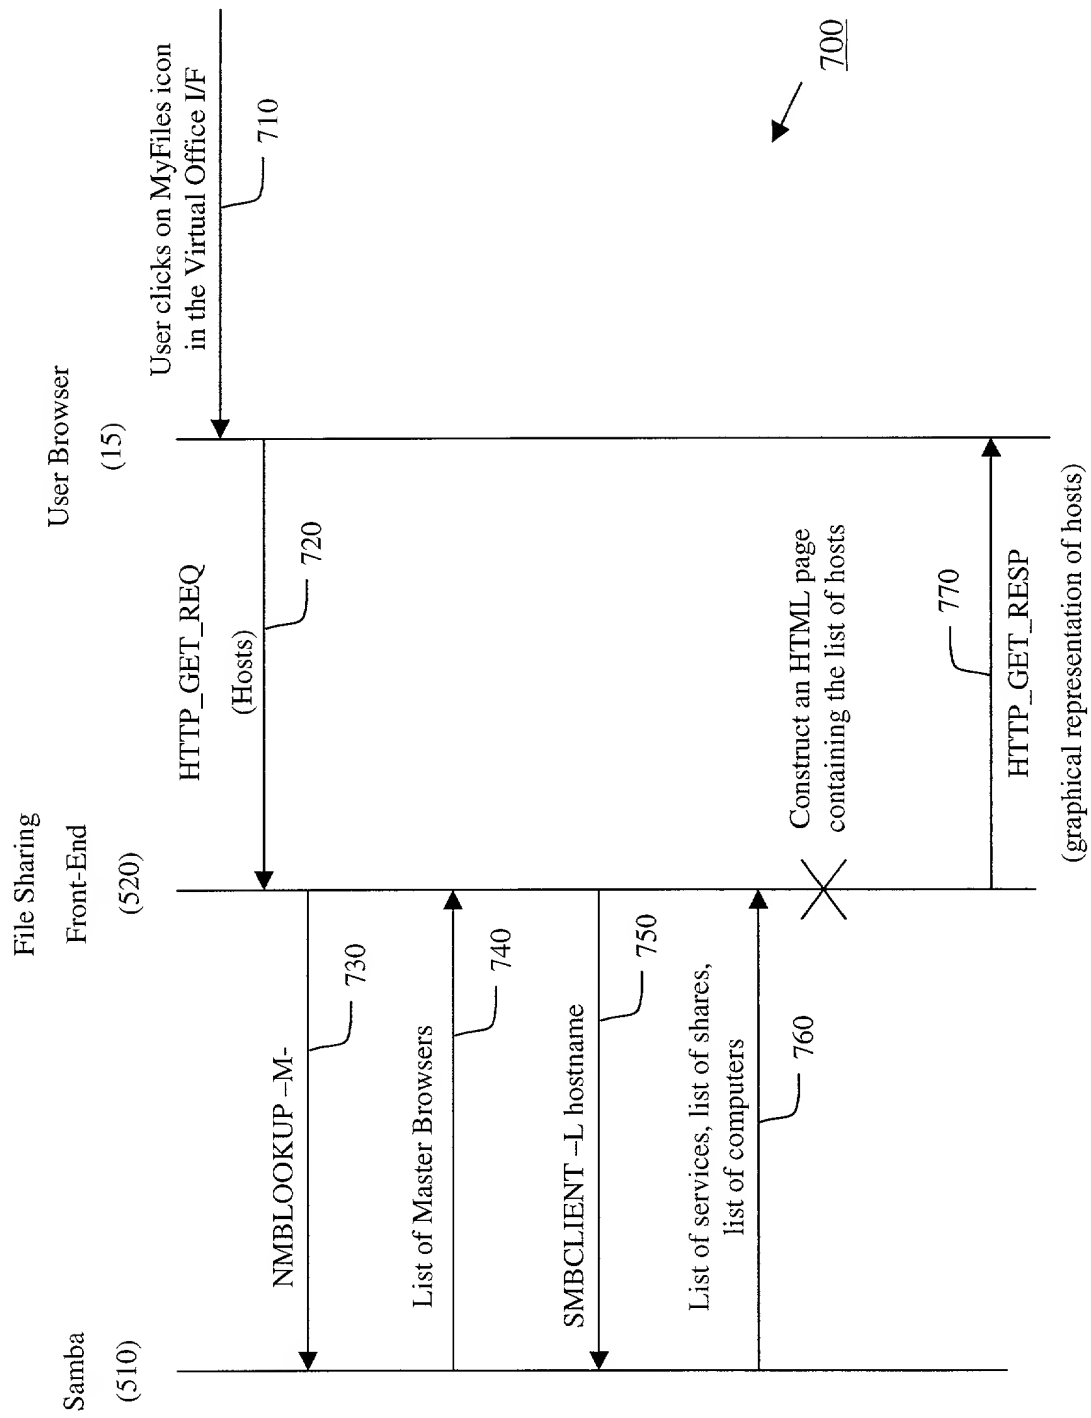 Samba
(510)
File Sharing
Front-End
(520)
User Browser
(15)
User clicks on MyFiles icon
in the Virtual Office I/F
710
HTTP_GET_REQ
(Hosts)
720
NMBLOOKUP –M-
730
List of Master Browsers
740
SMBCLIENT –L hostname
750
List of services, list of shares,
list of computers
760
Construct an HTML page
containing the list of hosts
770
HTTP_GET_RESP
(graphical representation of hosts)
700